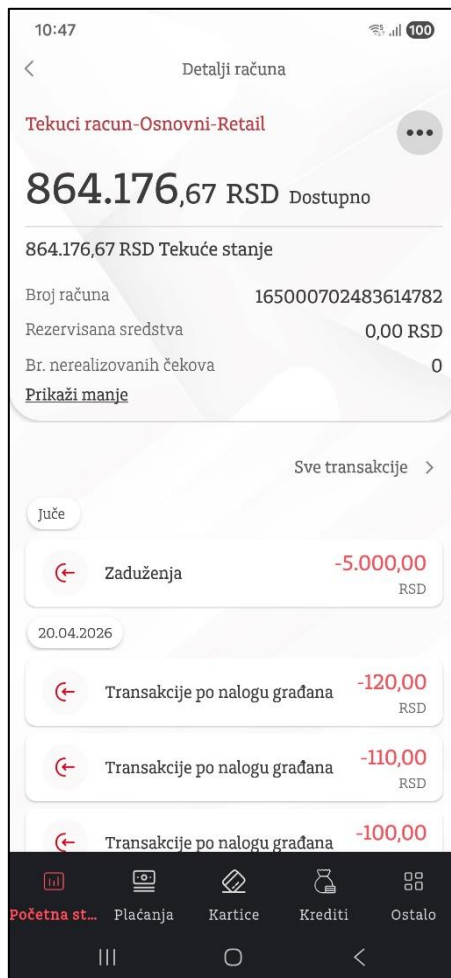 10:47
100
Detalji računa
Tekuci racun-Osnovni-Retail
864.176,67 RSD Dostupno
864.176,67 RSD Tekuće stanje
Broj računa 165000702483614782
Rezervisana sredstva 0,00 RSD
Br. nerealizovanih čekova 0
Prikaži manje
Sve transakcije
Juče
Zaduženja -5.000,00
RSD
20.04.2026
Transakcije po nalogu građana -120,00
RSD
Transakcije po nalogu građana -110,00
RSD
Transakcije po nalogu građana -100,00
Početna st... Plaćanja Kartice Krediti Ostalo